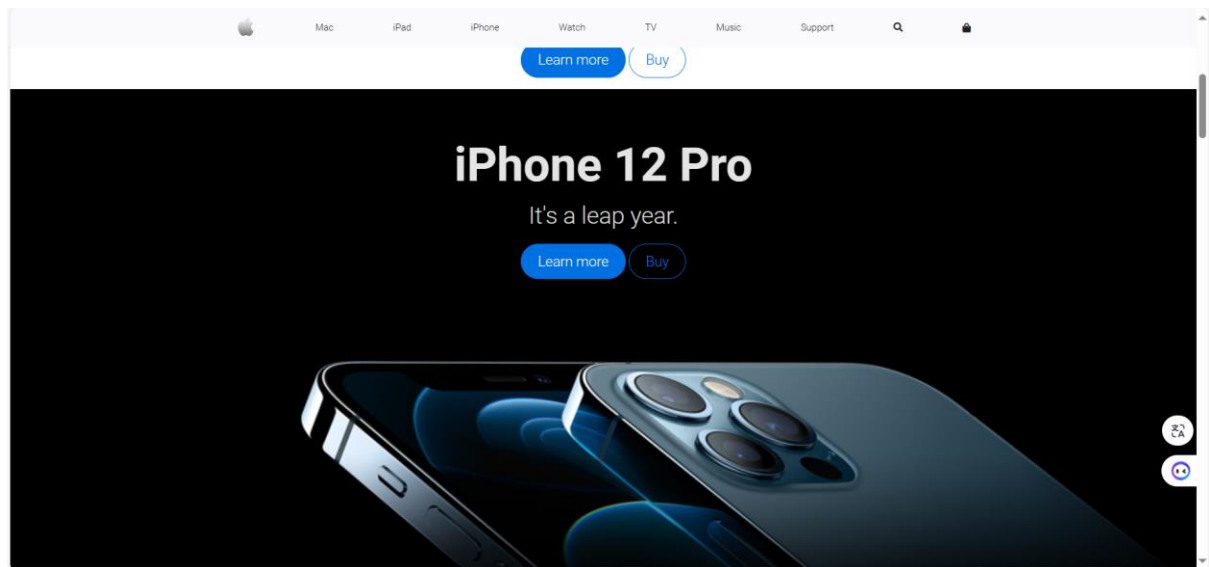 Mac iPad iPhone Watch TV Music Support
Learn more Buy
iPhone 12 Pro
It's a leap year.
Learn more Buy